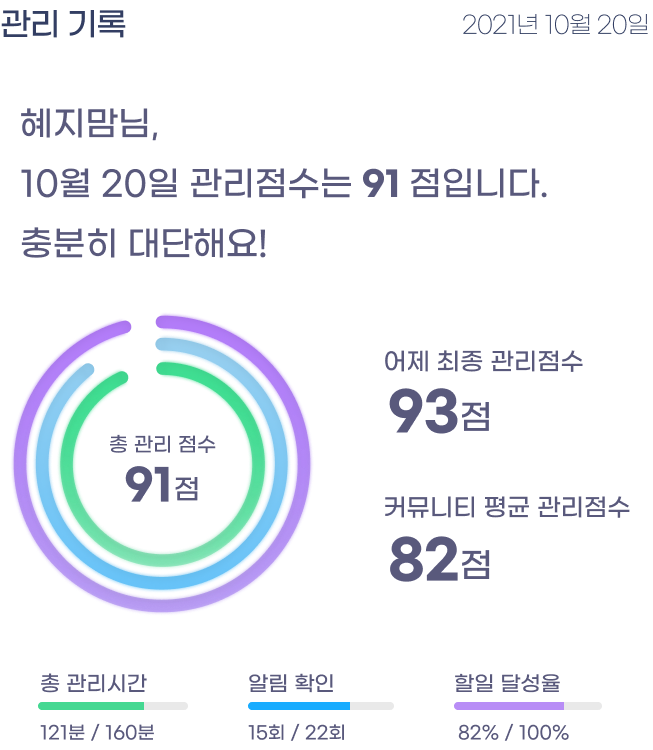 관리 기록
2021년 10월 20일
혜지맘님,
10월 20일 관리점수는 91 점입니다.
충분히 대단해요!
총 관리 점수
91점
어제 최종 관리점수
93점
커뮤니티 평균 관리점수
82점
총 관리시간
121분 / 160분
알림 확인
15회 / 22회
할일 달성율
82% / 100%